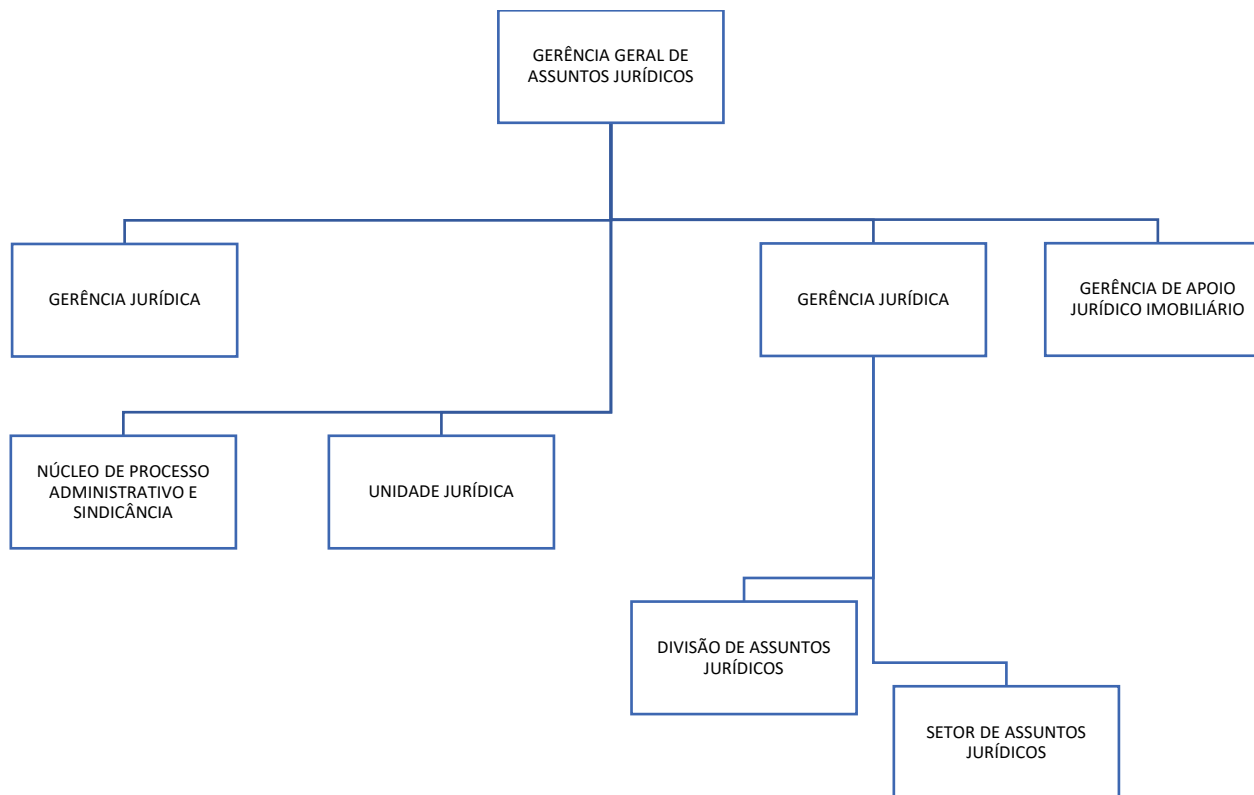 GERÊNCIA GERAL DE
ASSUNTOS JURÍDICOS
GERÊNCIA JURÍDICA
GERÊNCIA JURÍDICA
GERÊNCIA DE APOIO
JURÍDICO IMOBILIÁRIO
NÚCLEO DE PROCESSO
ADMINISTRATIVO E
SINDICÂNCIA
UNIDADE JURÍDICA
DIVISÃO DE ASSUNTOS
JURÍDICOS
SETOR DE ASSUNTOS
JURÍDICOS